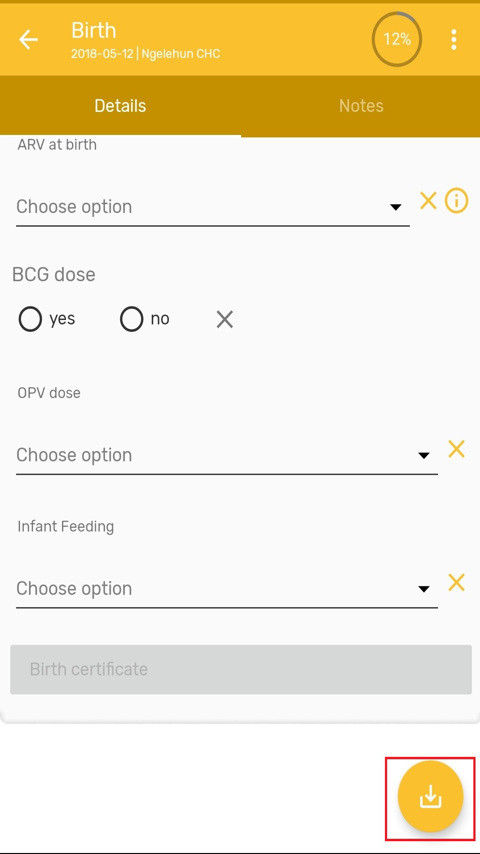 Birth
2018-05-12 | Ngelehun CHC
12%
Details
Notes
ARV at birth
Choose option
BCG dose
yes
no
OPV dose
Choose option
Infant Feeding
Choose option
Birth certificate